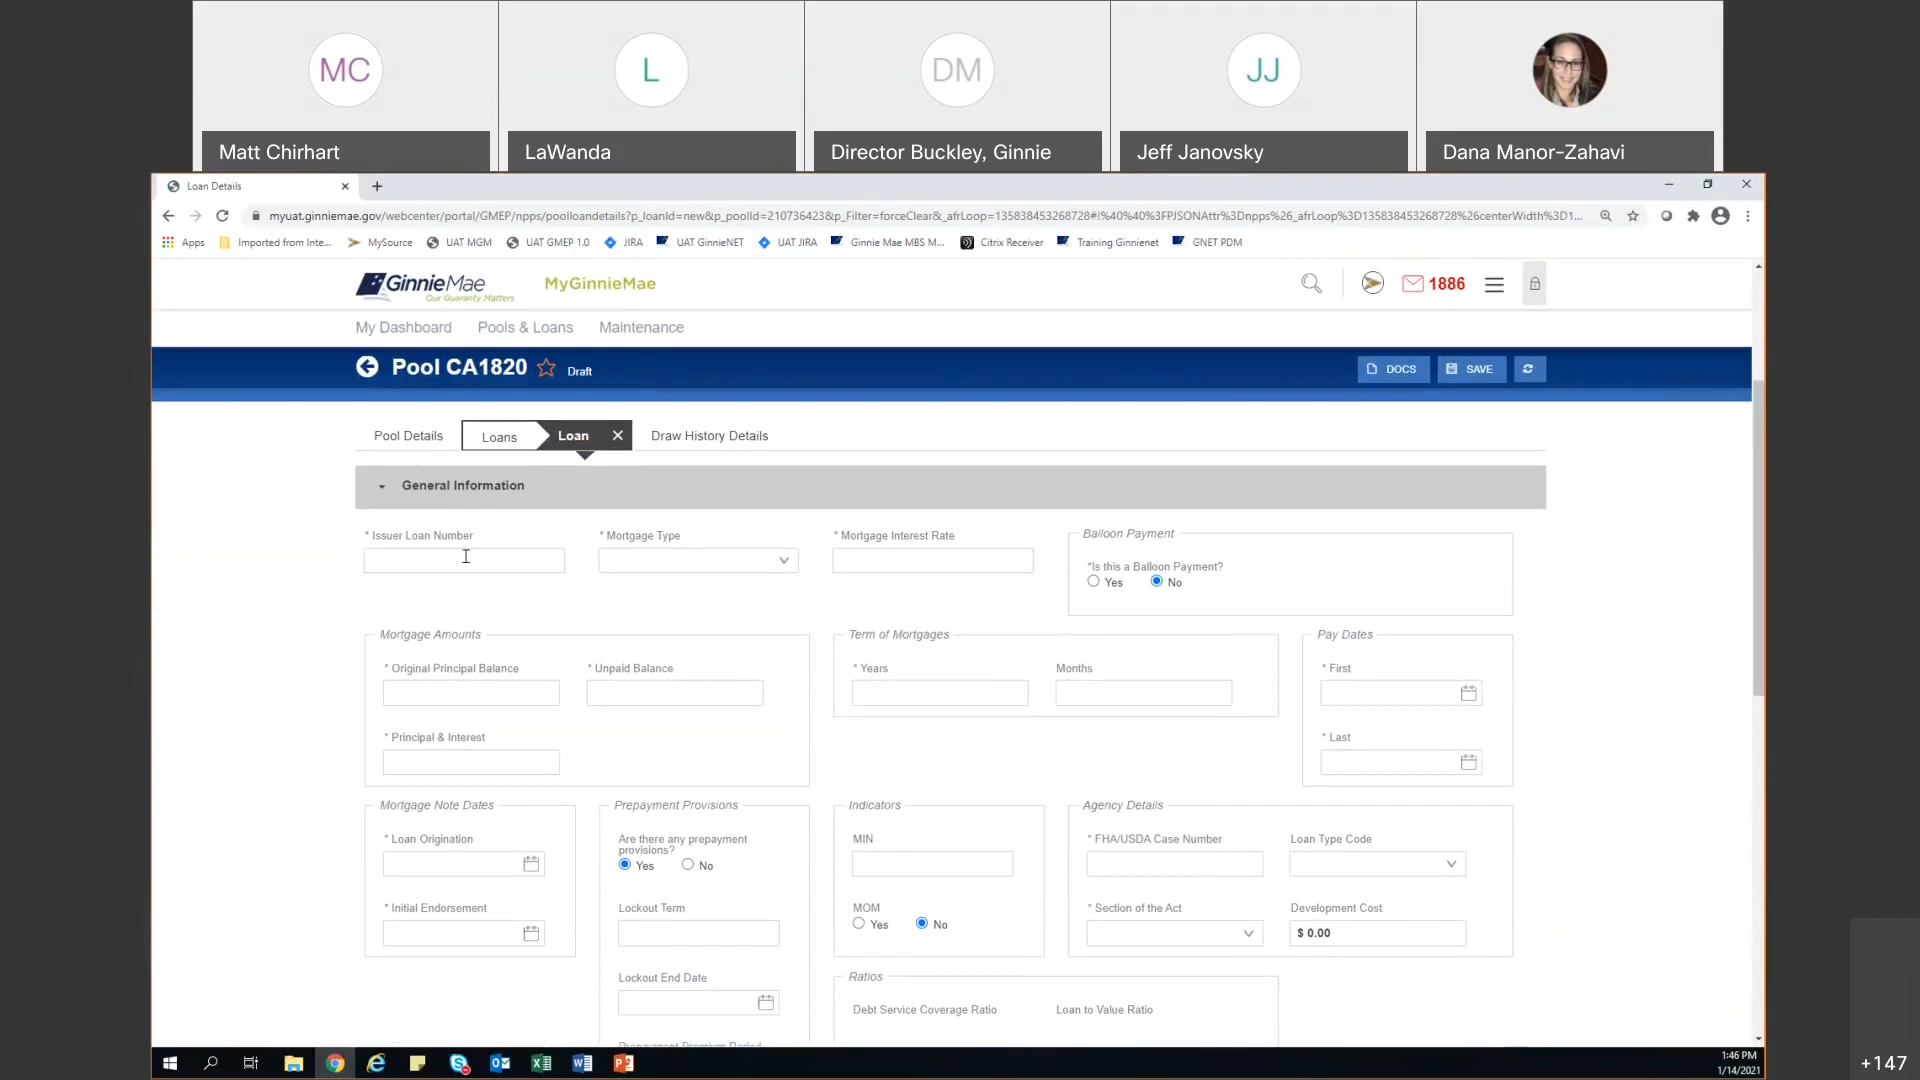 MC
L
DM
JJ
Matt Chirhart
LaWanda
Director Buckley, Ginnie
Jeff Janovsky
Dana Manor-Zahavi
Loan Details
myuat.ginniemae.gov/webcenter/portal/GMEP/npps/poolloandetails?p_loanId=new&p_poolId=210736423&p_Filter=forceClear&_afrLoop=135838453268728#!%40%40%3FPJSONAttr%3Dnpps%26_afrLoop%3D135838453268728%26centerWidth%3D1...
Apps
Imported from Inte...
MySource
UAT MGM
UAT GMEP 1.0
JIRA
UAT GinnieNET
UAT JIRA
Ginnie Mae MBS M...
Citrix Receiver
Training Ginnienet
GNET PDM
GinnieMae
Our Guaranty Matters
MyGinnieMae
1886
My Dashboard
Pools & Loans
Maintenance
Pool CA1820
Draft
DOCS
SAVE
Pool Details
Loans
Loan
Draw History Details
General Information
* Issuer Loan Number
* Mortgage Type
* Mortgage Interest Rate
Balloon Payment
*Is this a Balloon Payment?
Yes
No
Mortgage Amounts
* Original Principal Balance
* Unpaid Balance
* Principal & Interest
Term of Mortgages
* Years
Months
Pay Dates
* First
* Last
Mortgage Note Dates
* Loan Origination
* Initial Endorsement
Prepayment Provisions
Are there any prepayment
provisions?
Yes
No
Lockout Term
Lockout End Date
Prepayment Premium Period
Indicators
MIN
MOM
Yes
No
Agency Details
* FHA/USDA Case Number
Loan Type Code
* Section of the Act
Development Cost
$ 0.00
Ratios
Debt Service Coverage Ratio
Loan to Value Ratio
1:46 PM
1/14/2021
+147